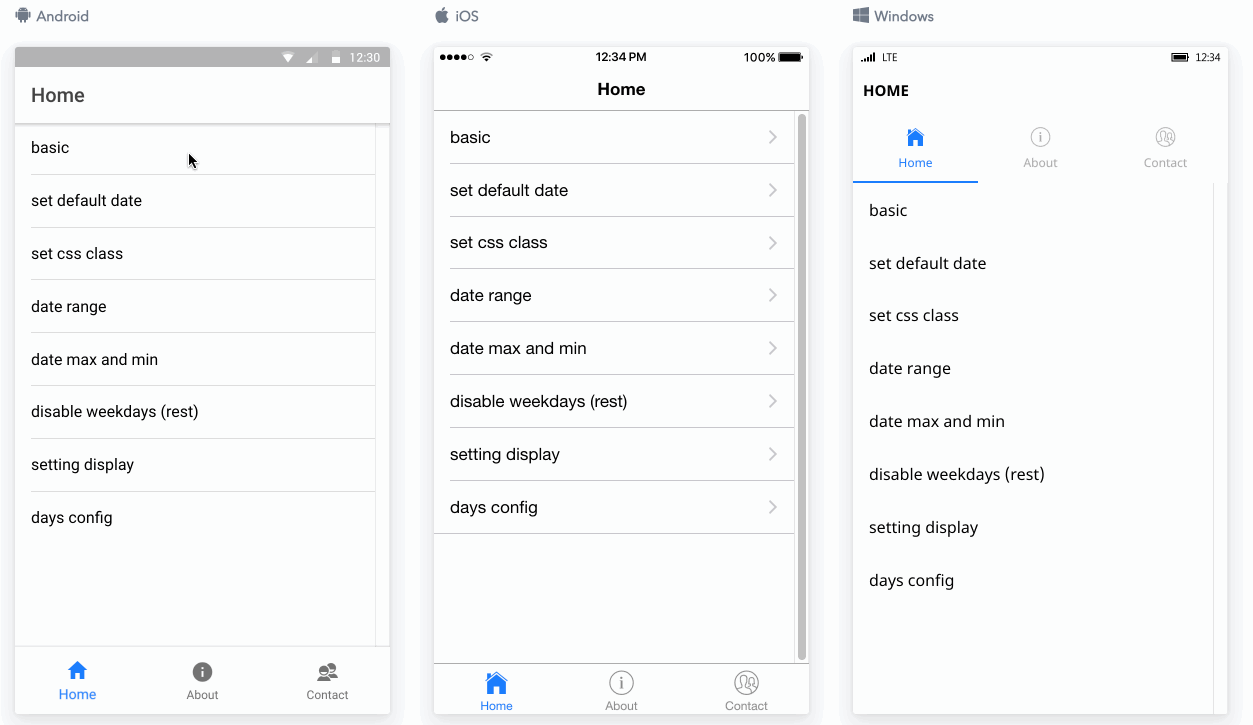 Android
12:30
Home
basic
set default date
set css class
date range
date max and min
disable weekdays (rest)
setting display
days config
Home
About
Contact
iOS
12:34 PM
100%
Home
basic
set default date
set css class
date range
date max and min
disable weekdays (rest)
setting display
days config
Home
About
Contact
Windows
LTE
12:34
HOME
Home
About
Contact
basic
set default date
set css class
date range
date max and min
disable weekdays (rest)
setting display
days config